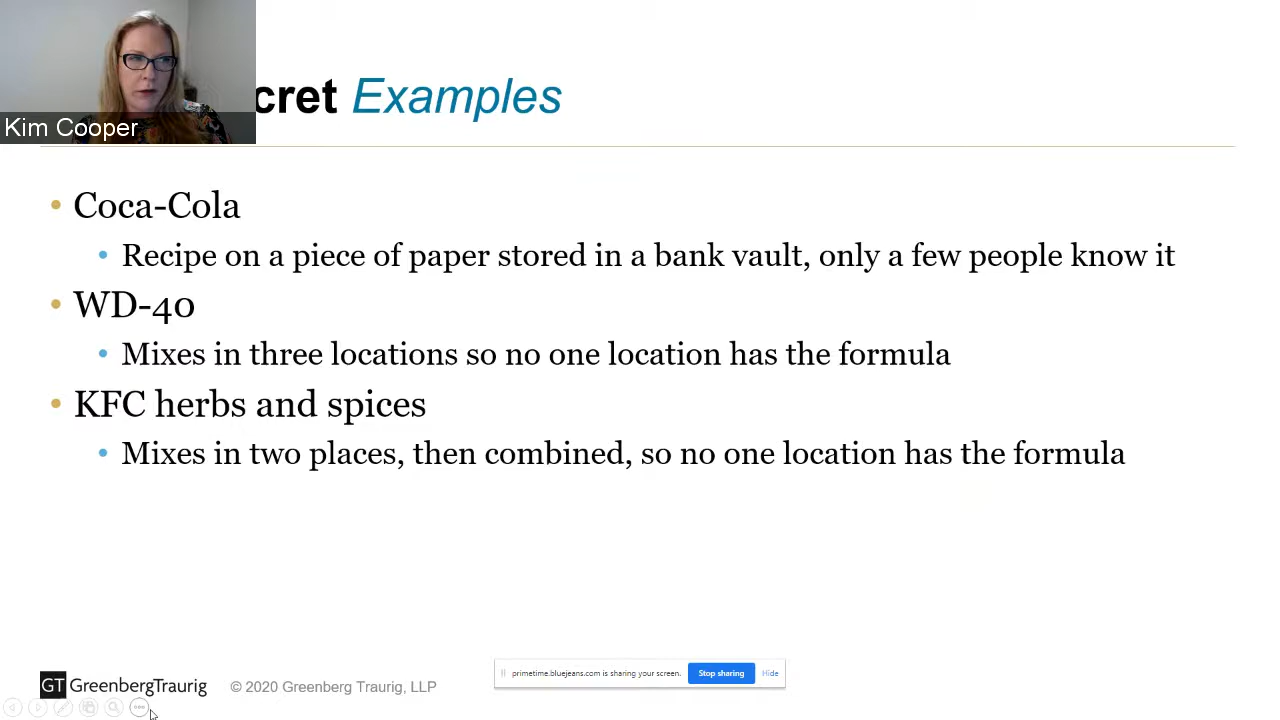 Kim Cooper
cret Examples
• Coca-Cola
• Recipe on a piece of paper stored in a bank vault, only a few people know it
• WD-40
• Mixes in three locations so no one location has the formula
• KFC herbs and spices
• Mixes in two places, then combined, so no one location has the formula
primetime.bluejeans.com is sharing your screen. Stop sharing Hide
GT GreenbergTraurig © 2020 Greenberg Traurig, LLP